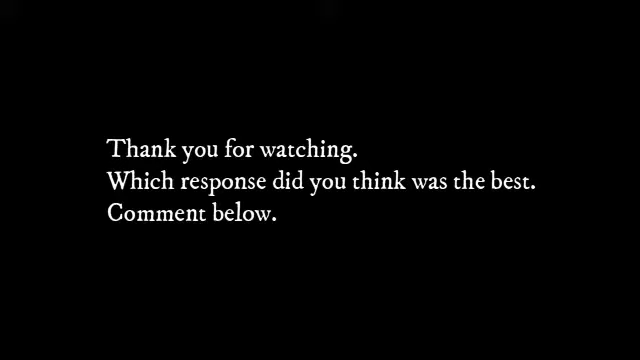 Thank you for watching.
Which response did you think was the best.
Comment below.